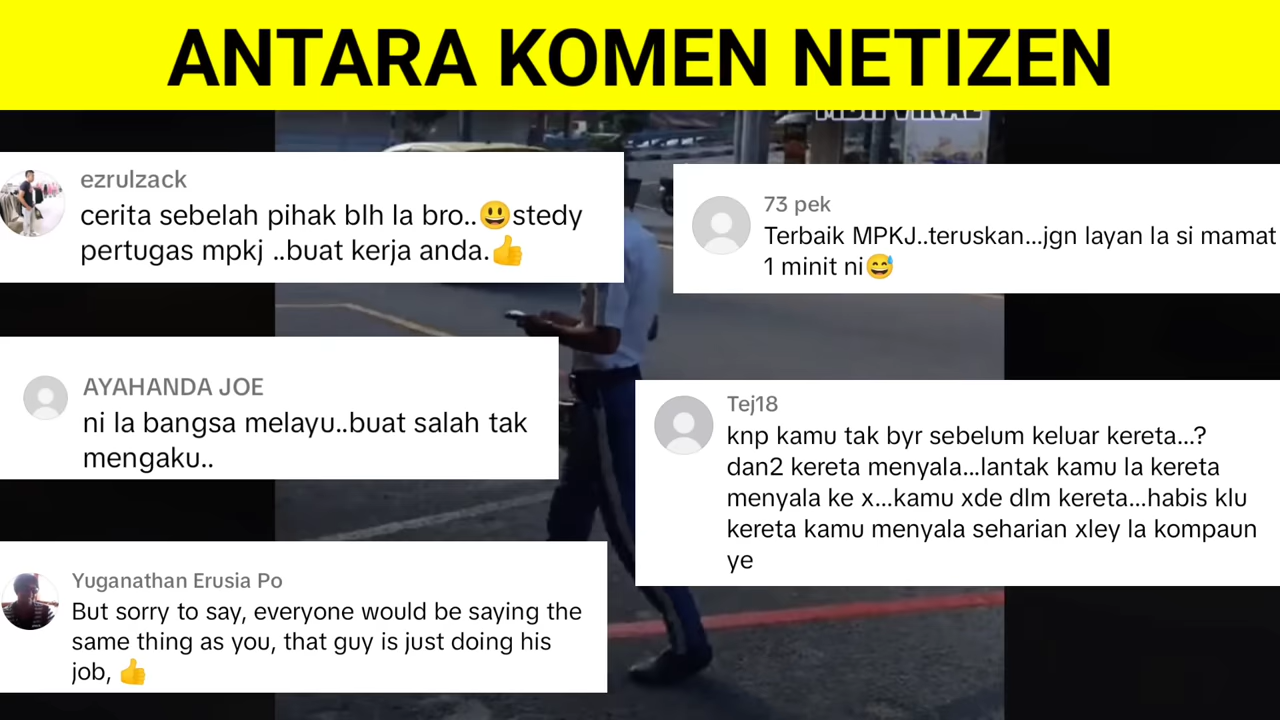 ANTARA KOMEN NETIZEN
ezrulzack
cerita sebelah pihak blh la bro..😃stedy
pertugas mpkj ..buat kerja anda.👍
73 pek
Terbaik MPKJ..teruskan...jgn layan la si mamat
1 minit ni😅
AYAHANDA JOE
ni la bangsa melayu..buat salah tak
mengaku..
Tej18
knp kamu tak byr sebelum keluar kereta...?
dan2 kereta menyala...lantak kamu la kereta
menyala ke x...kamu xde dlm kereta...habis klu
kereta kamu menyala seharian xley la kompaun
ye
Yuganathan Erusia Po
But sorry to say, everyone would be saying the
same thing as you, that guy is just doing his
job, 👍